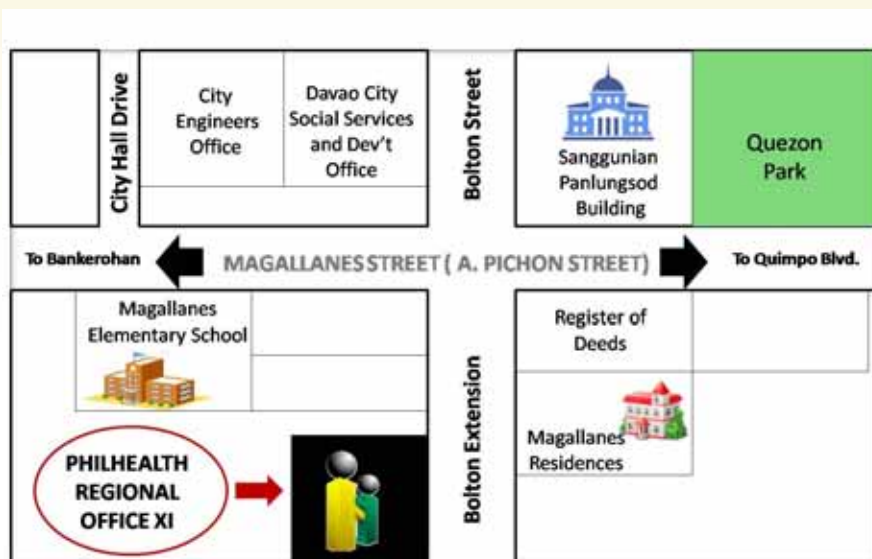 City Hall Drive
City
Engineers
Office
Davao City
Social Services
and Dev't
Office
Bolton Street
Sanggunian
Panlungsod
Building
Quezon
Park
To Bankerohan
MAGALLANES STREET ( A. PICHON STREET)
To Quimpo Blvd.
Magallanes
Elementary School
PHILHEALTH
REGIONAL
OFFICE XI
Bolton Extension
Register of
Deeds
Magallanes
Residences